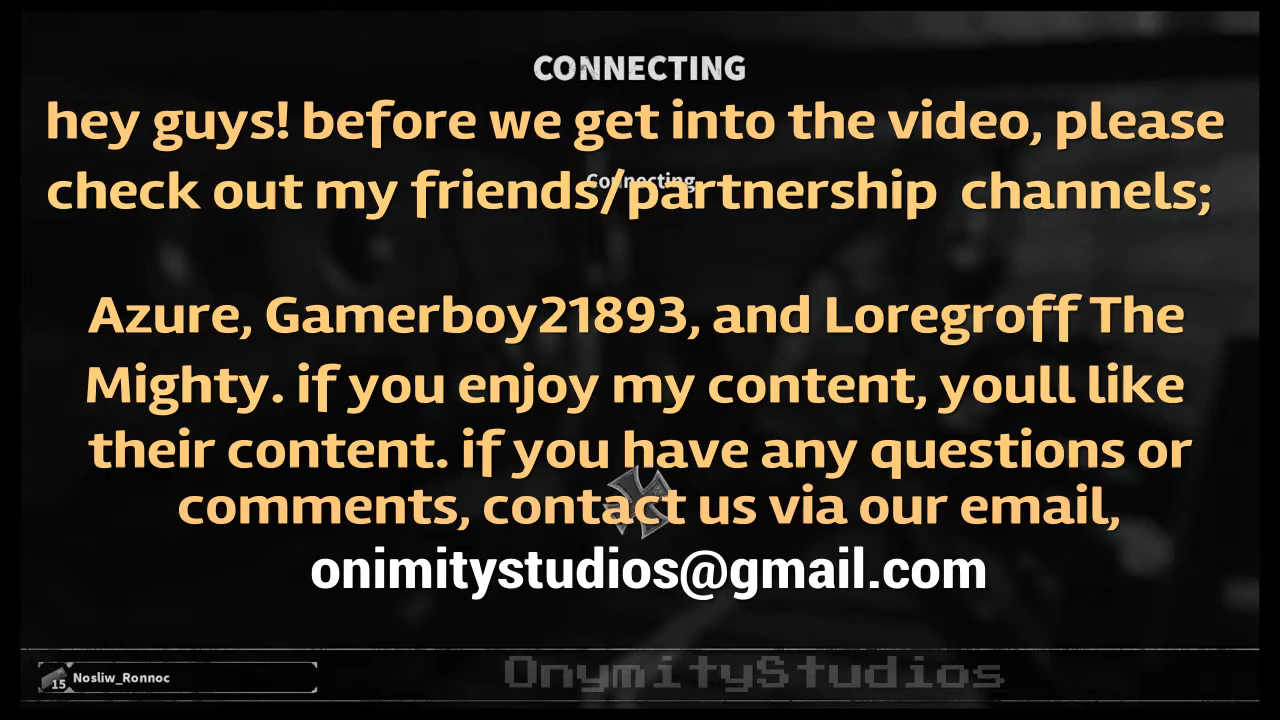 CONNECTING
hey guys! before we get into the video, please
check out my friends/partnership channels;
Connecting
Azure, Gamerboy21893, and Loregroff The
Mighty. if you enjoy my content, youll like
their content. if you have any questions or
comments, contact us via our email,
onimitystudios@gmail.com
15 Nosliw_Ronnoc
OnymityStudios